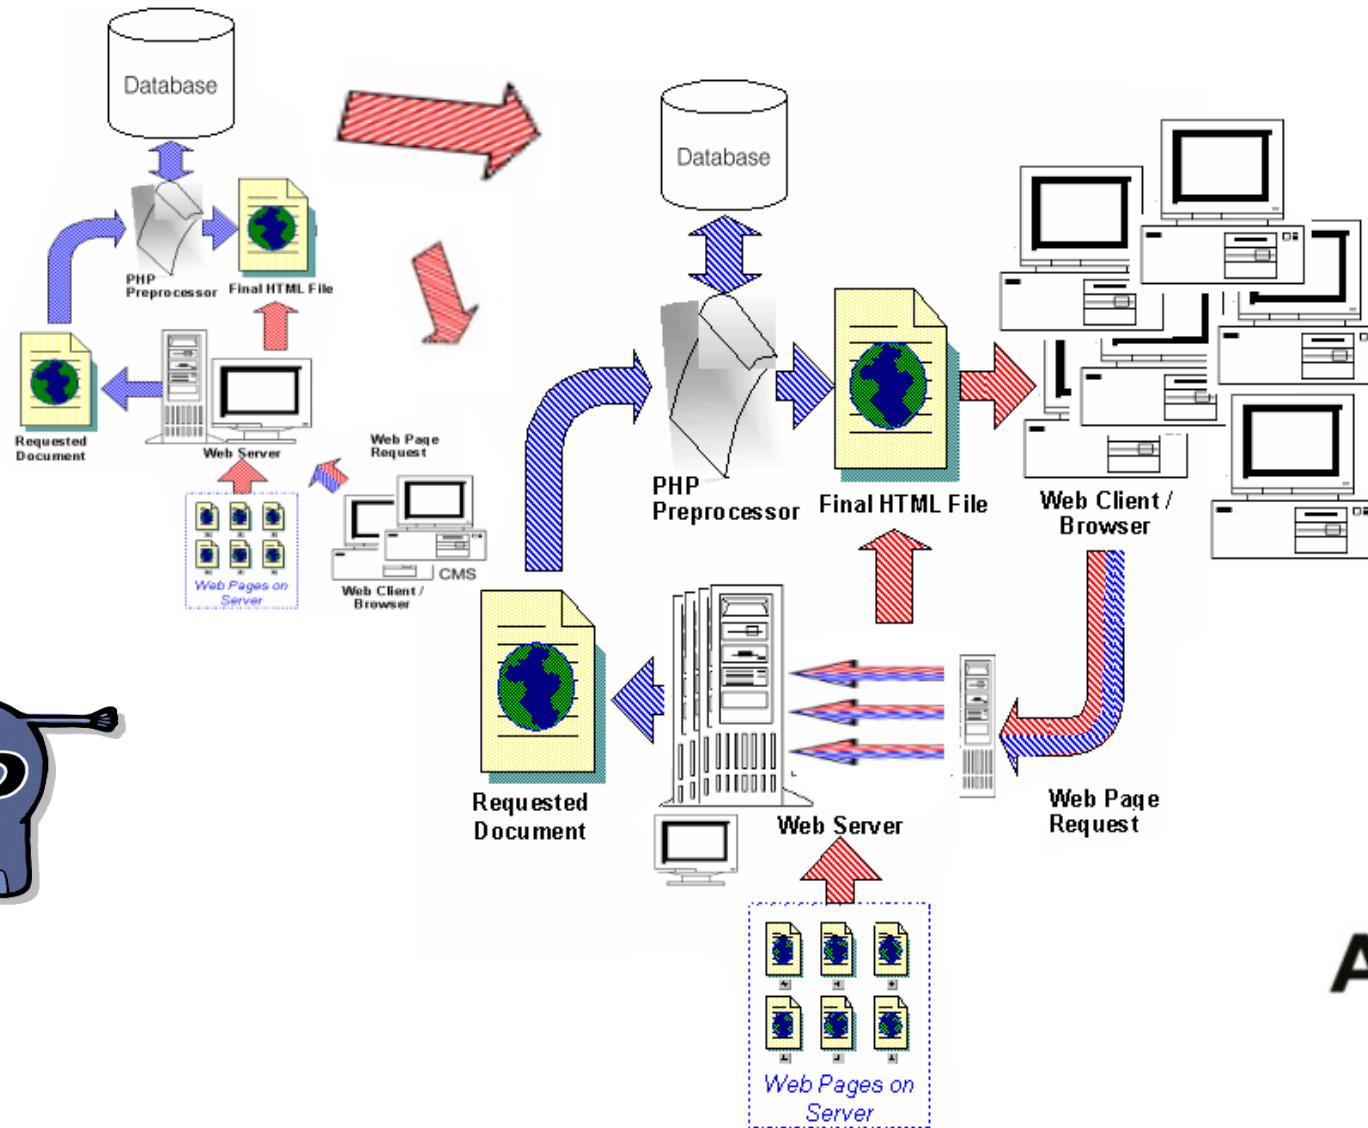 Database
PHP
Preprocessor
Final HTML File
Requested
Document
Web Server
Web Page
Request
Web Pages on
Server
CMS
Web Client /
Browser
Database
PHP
Preprocessor
Final HTML File
Web Client /
Browser
Requested
Document
Web Server
Web Page
Request
Web Pages on
Server
A